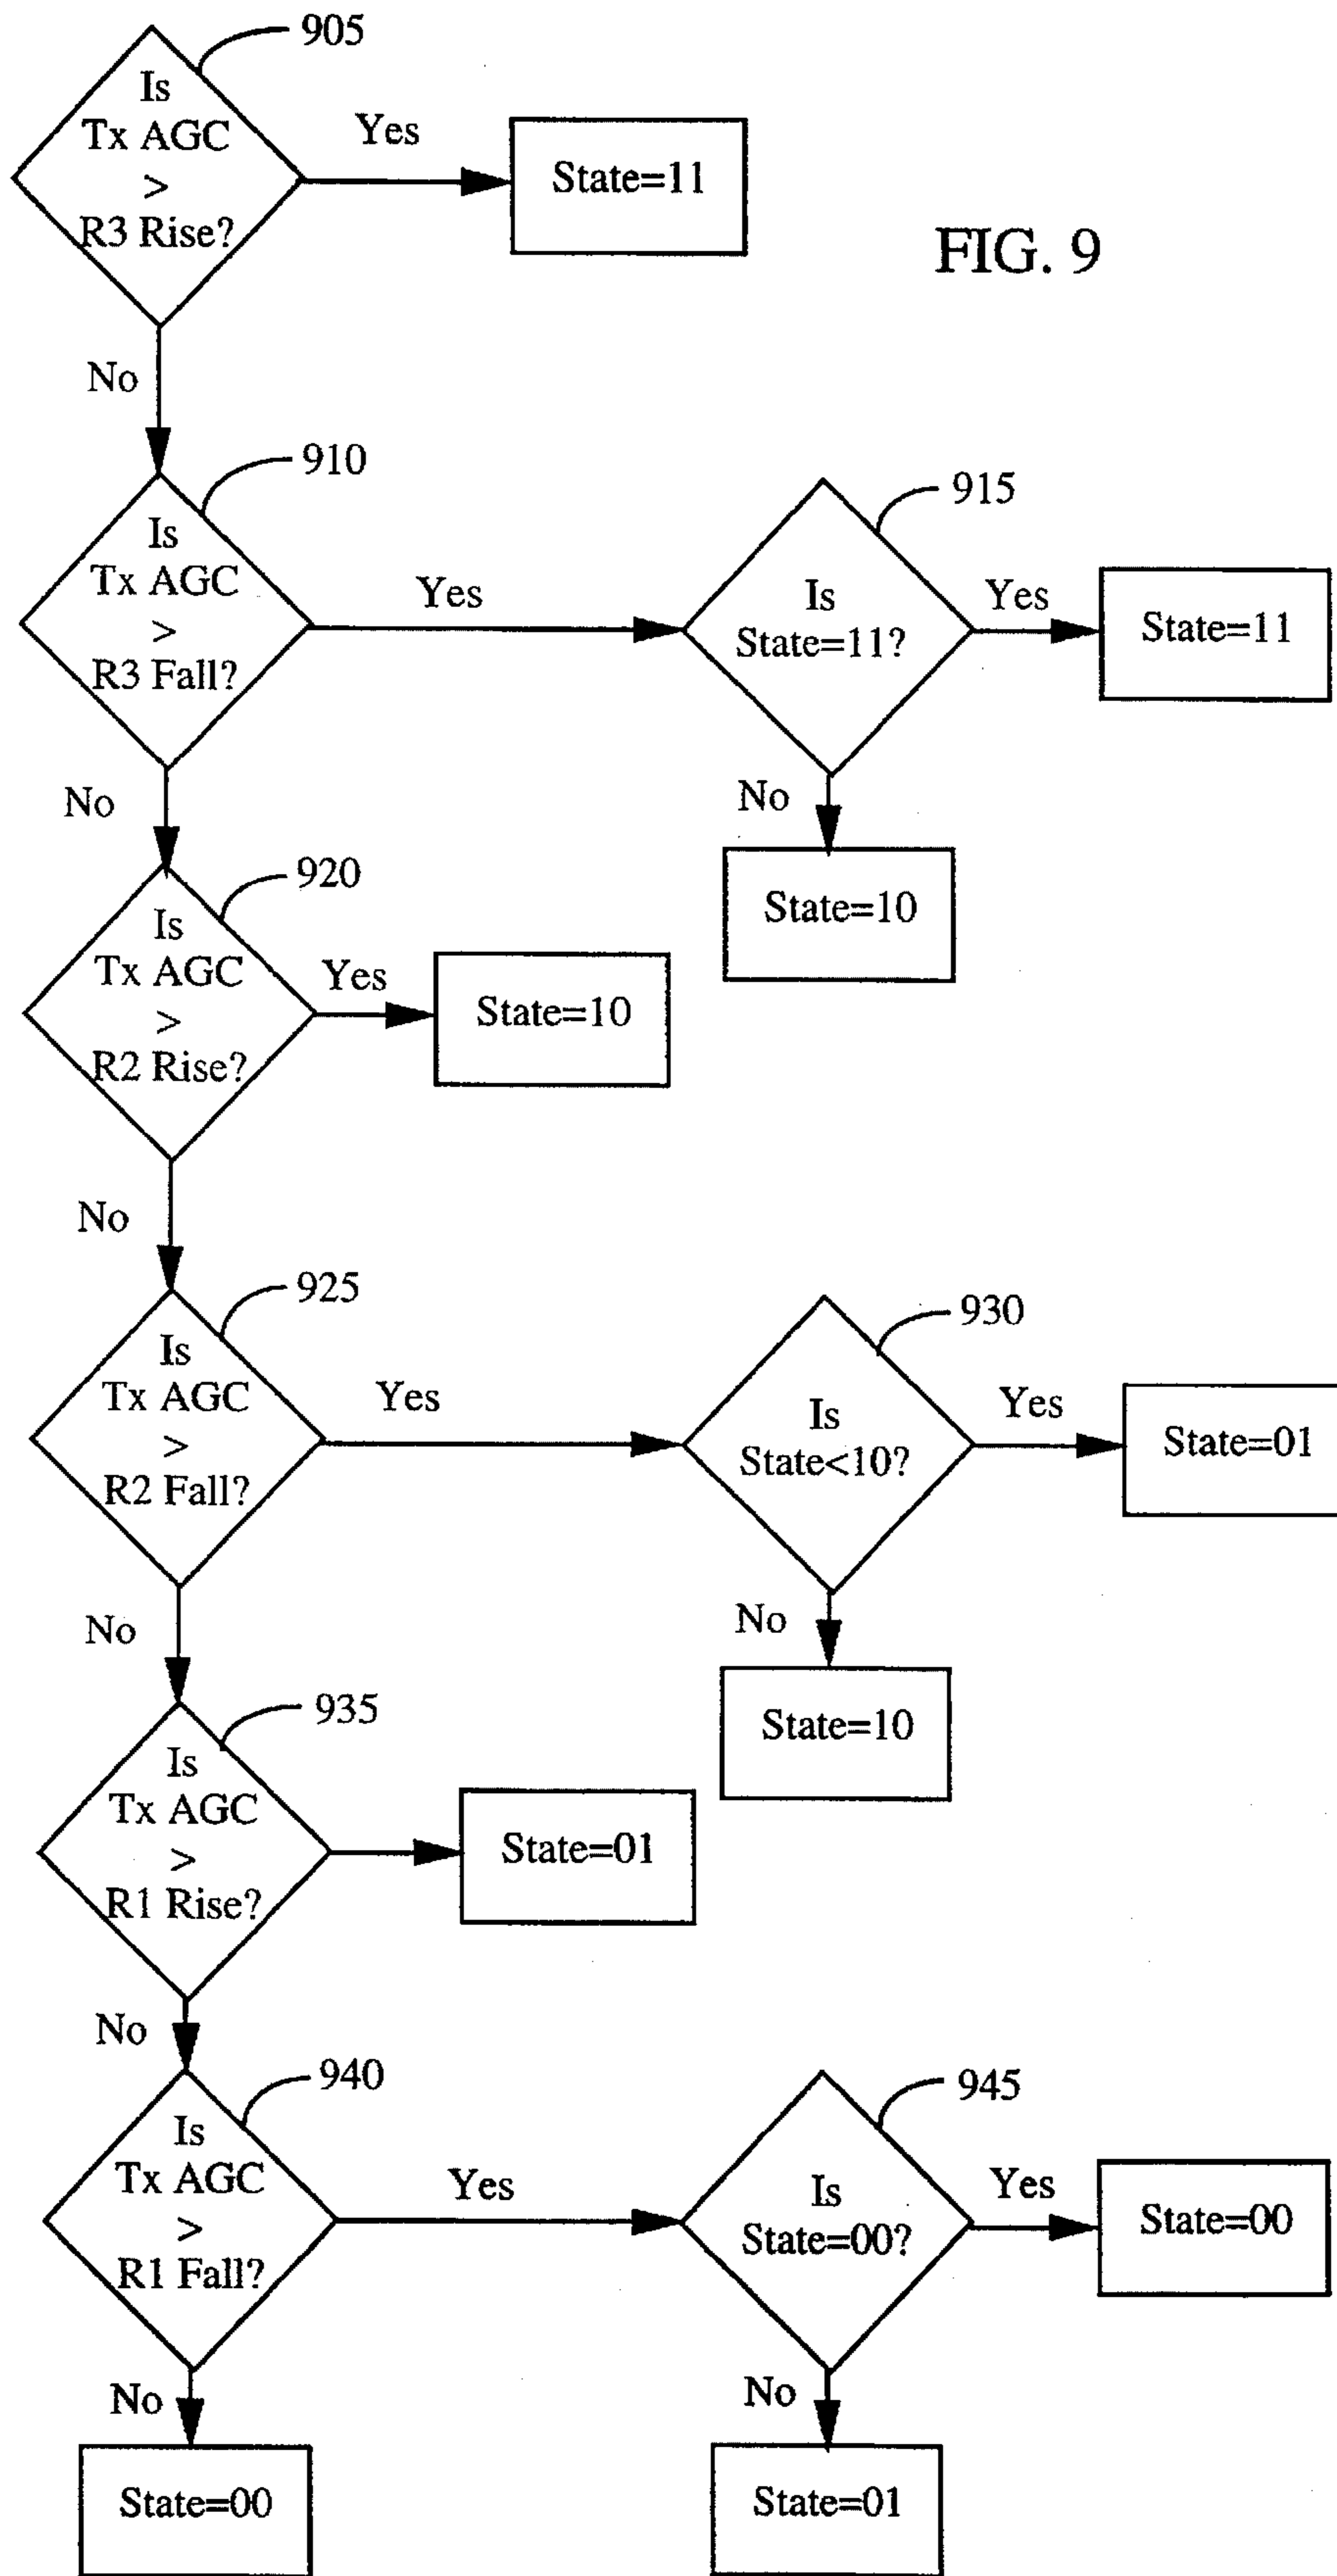 905
Is
Tx AGC
>
R3 Rise?
Yes
State=11
FIG. 9
No
910
Is
Tx AGC
>
R3 Fall?
Yes
915
Is
State=11?
Yes
State=11
No
State=10
No
920
Is
Tx AGC
>
R2 Rise?
Yes
State=10
No
925
Is
Tx AGC
>
R2 Fall?
Yes
930
Is
State<10?
Yes
State=01
No
State=10
No
935
Is
Tx AGC
>
R1 Rise?
State=01
No
940
Is
Tx AGC
>
R1 Fall?
Yes
945
Is
State=00?
Yes
State=00
No
State=00
No
State=01